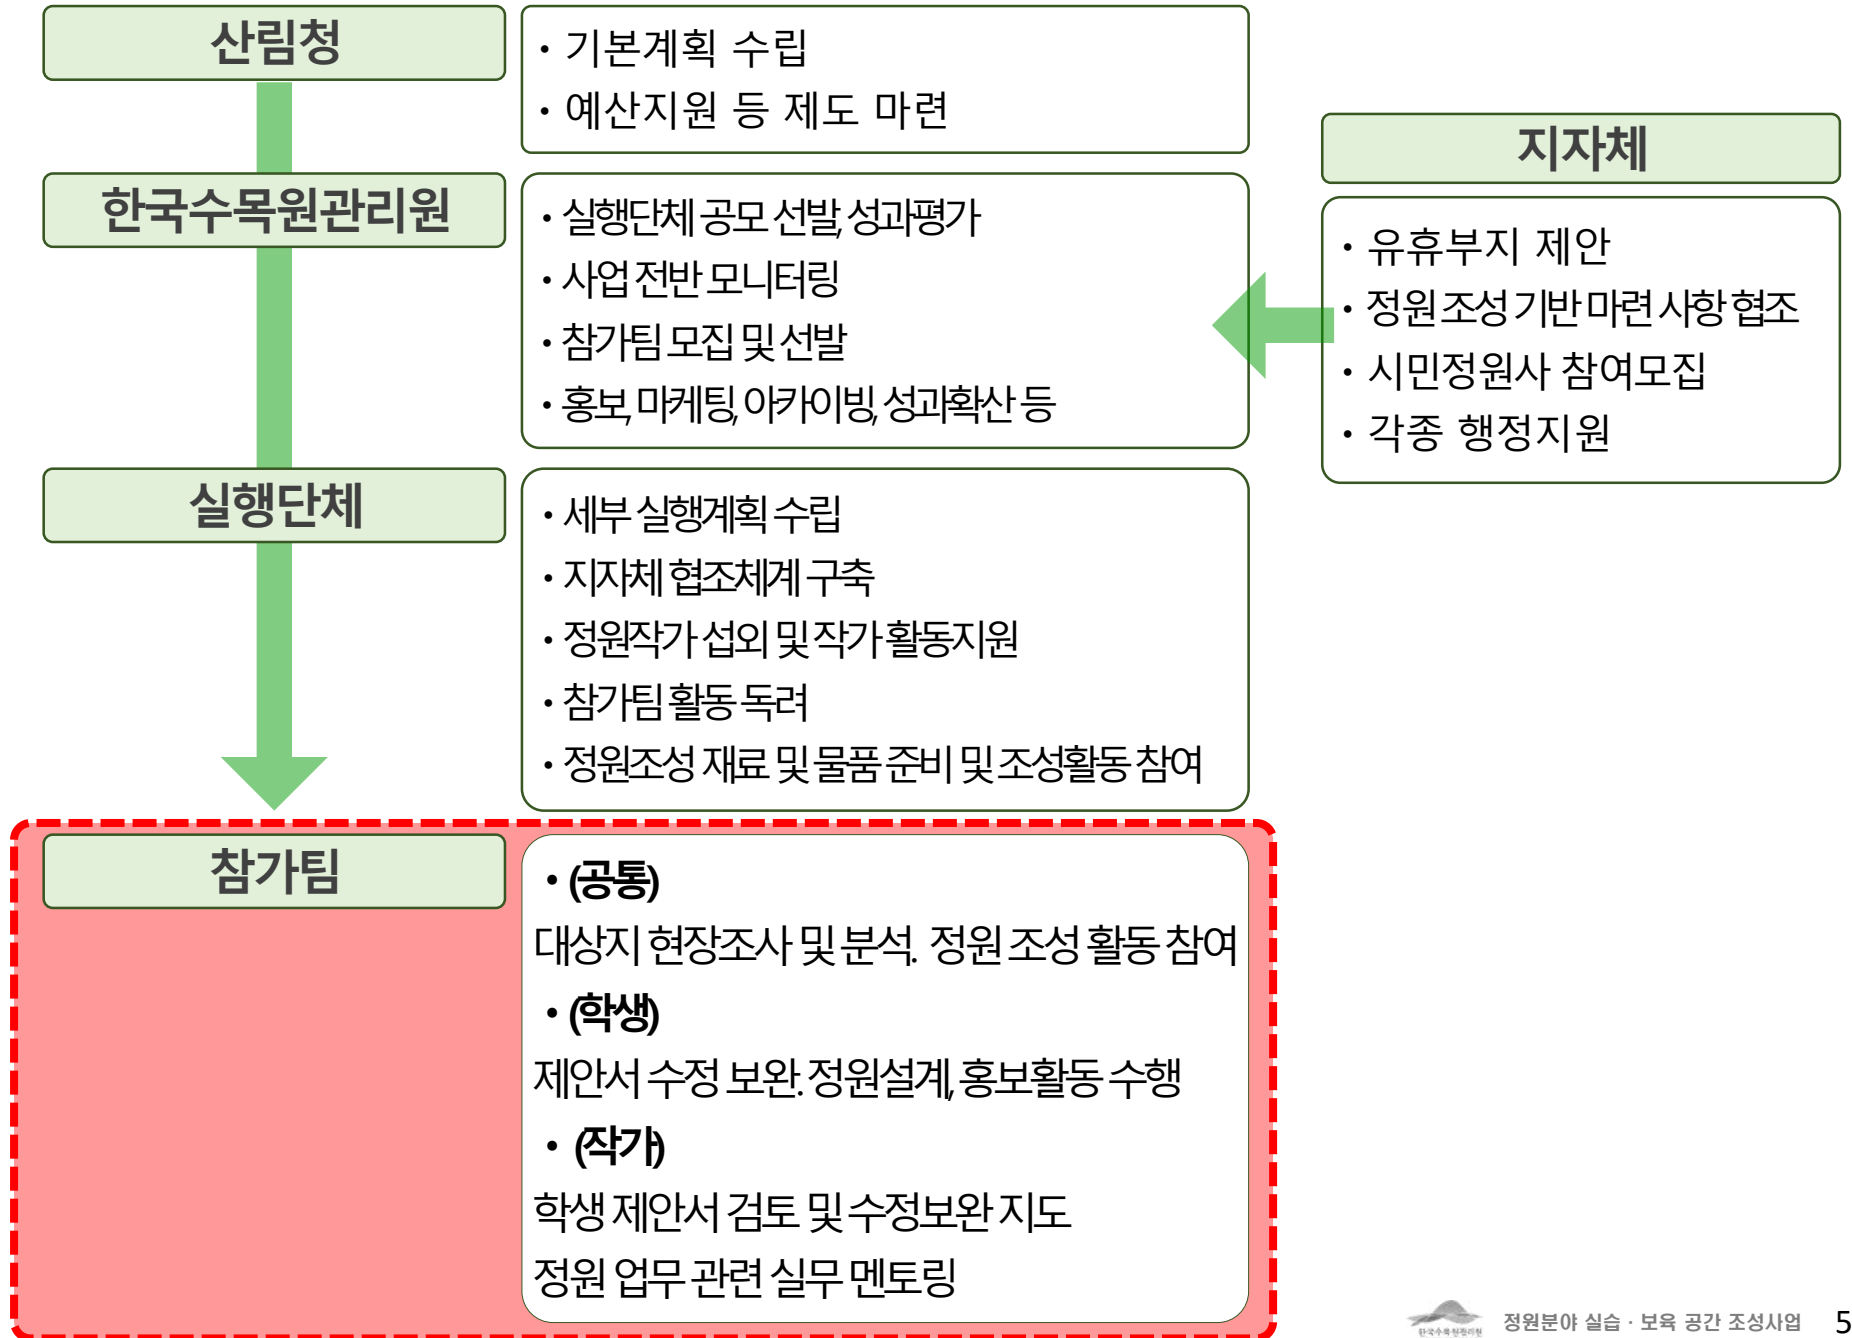 산림청
· 기본계획 수립
· 예산지원 등 제도 마련
한국수목원관리원
· 실행단체 공모 선발, 성과평가
· 사업 전반 모니터링
· 참가팀 모집 및 선발
· 홍보, 마케팅, 아카이빙, 성과확산 등
지자체
· 유휴부지 제안
· 정원 조성 기반 마련 사항 협조
· 시민정원사 참여모집
· 각종 행정지원
실행단체
· 세부 실행계획 수립
· 지자체 협조체계 구축
· 정원작가 섭외 및 작가 활동지원
· 참가팀 활동 독려
· 정원조성 재료 및 물품 준비 및 조성활동 참여
참가팀
• (공통)
대상지 현장조사 및 분석. 정원 조성 활동 참여
• (학생)
제안서 수정 보완. 정원설계, 홍보활동 수행
• (작가)
학생 제안서 검토 및 수정보완 지도
정원 업무 관련 실무 멘토링
한국수목원관리원
정원분야 실습 · 보육 공간 조성사업 5